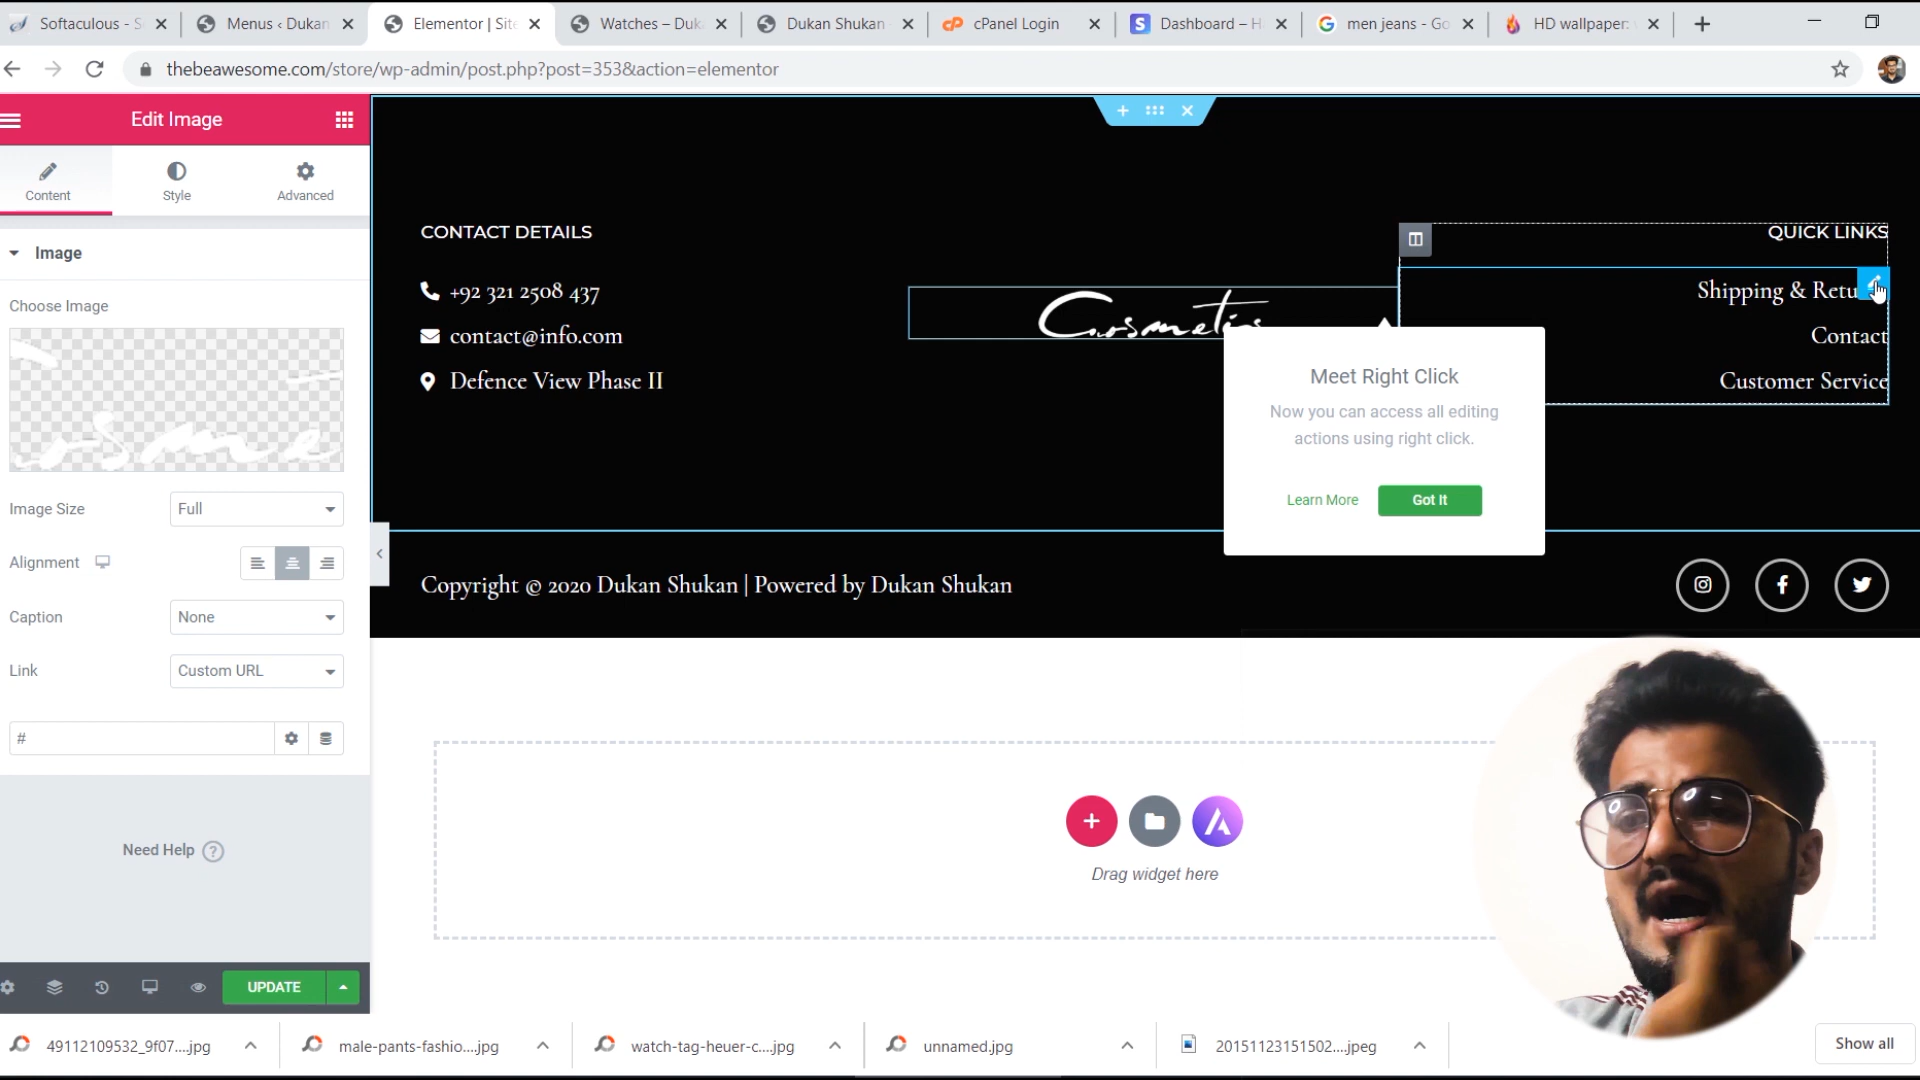 Softaculous - S
Menus ‹ Dukan
Elementor | Site
Watches – Duk
Dukan Shukan
cPanel Login
Dashboard – H
men jeans - Go
HD wallpaper:
thebeawesome.com/store/wp-admin/post.php?post=353&action=elementor
Edit Image
Content
Style
Advanced
Image
Choose Image
Image Size
Full
Alignment
Caption
None
Link
Custom URL
#
Need Help
UPDATE
CONTACT DETAILS
+92 321 2508 437
contact@info.com
Defence View Phase II
Cosmetics
QUICK LINKS
Shipping & Retu
Contact
Customer Service
Meet Right Click
Now you can access all editing
actions using right click.
Learn More
Got It
Copyright © 2020 Dukan Shukan | Powered by Dukan Shukan
Drag widget here
49112109532_9f07....jpg
male-pants-fashio....jpg
watch-tag-heuer-c....jpg
unnamed.jpg
20151123151502....jpeg
Show all